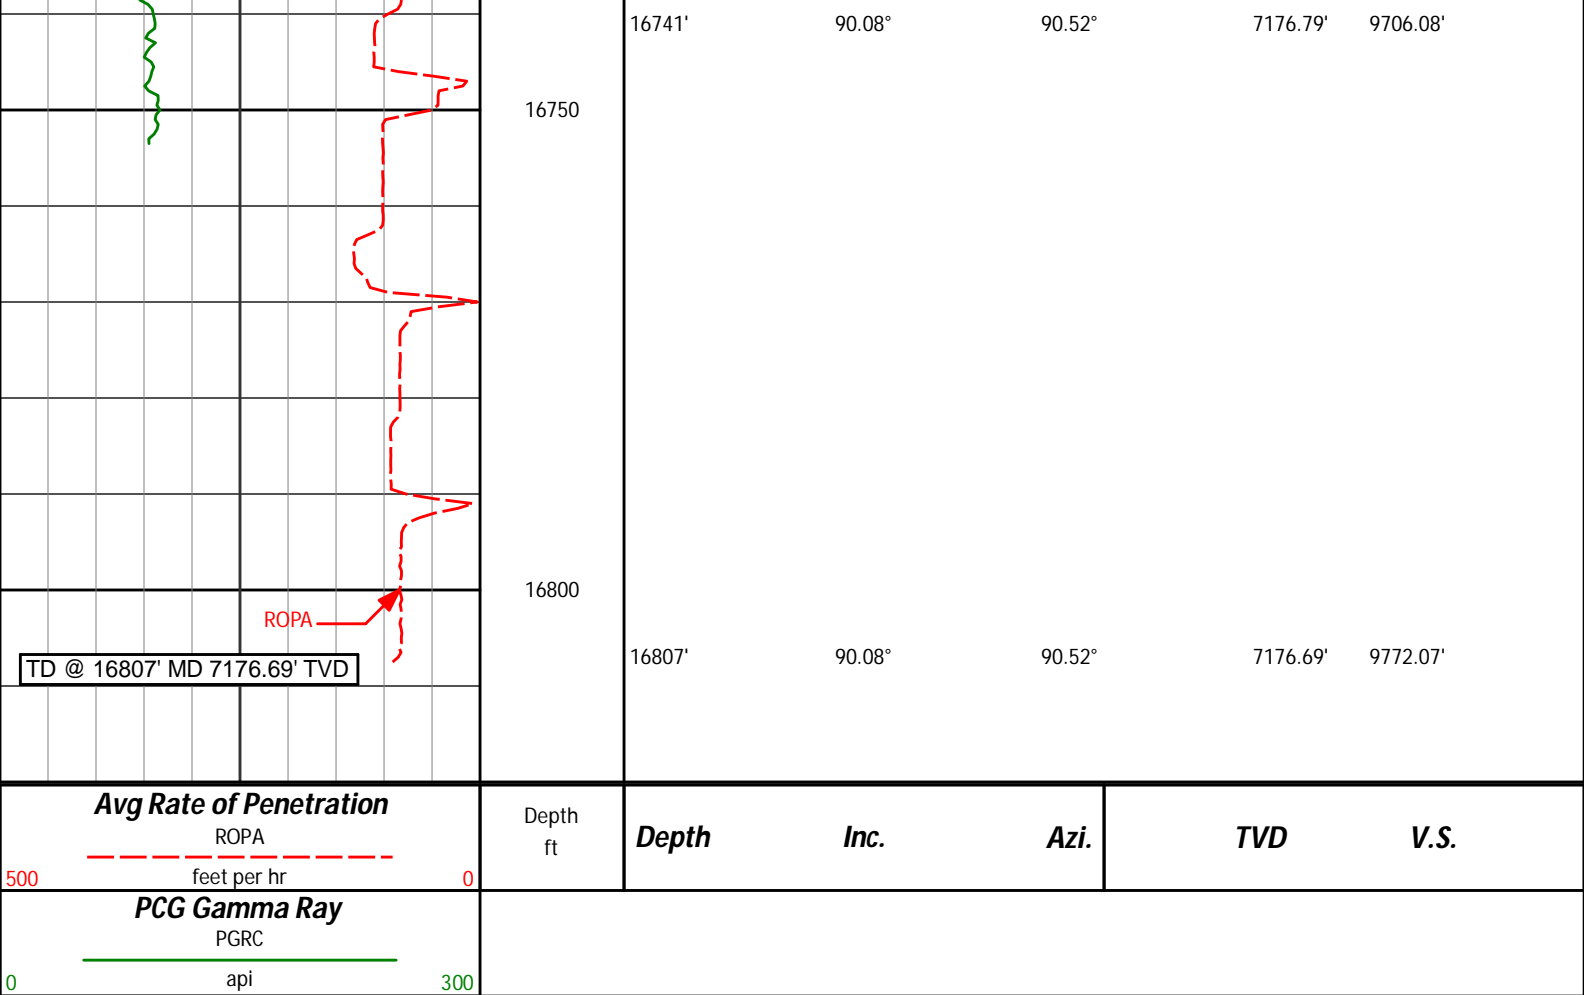 16741' 90.08° 90.52° 7176.79' 9706.08'
16750
16800
ROPA
TD @ 16807' MD 7176.69' TVD
16807' 90.08° 90.52° 7176.69' 9772.07'
Avg Rate of Penetration
ROPA
500 feet per hr 0
Depth
ft
Depth Inc. Azi. TVD V.S.
PCG Gamma Ray
PGRC
0 api 300